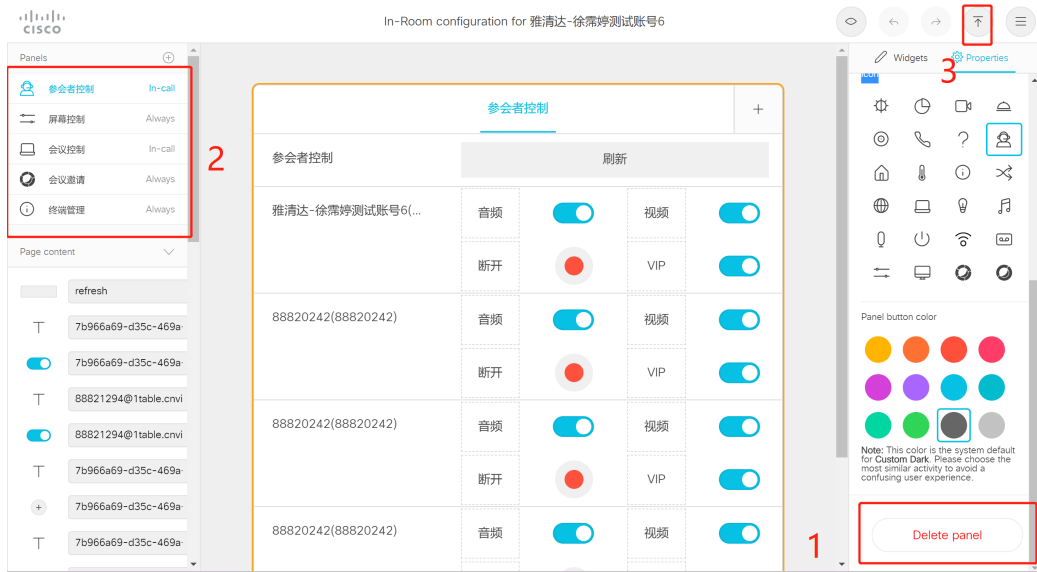 CISCO
In-Room configuration for 雅清达-徐霈婷测试账号6
Panels
参会者控制 In-call
屏幕控制 Always
会议控制 In-call
会议邀请 Always
终端管理 Always
2
Page content
refresh
7b966a69-d35c-469a-
7b966a69-d35c-469a-
88821294@1table.cnvi
88821294@1table.cnvi
7b966a69-d35c-469a-
7b966a69-d35c-469a-
7b966a69-d35c-469a-
参会者控制 +
参会者控制 刷新
雅清达-徐霈婷测试账号6(... 音频 视频
断开 VIP
88820242(88820242) 音频 视频
断开 VIP
88820242(88820242) 音频 视频
断开 VIP
88820242(88820242) 音频 视频
1
Widgets Properties
3
Icon
Panel button color
Note: This color is the system default
for Custom Dark. Please choose the
most similar activity to avoid a
confusing user experience.
Delete panel